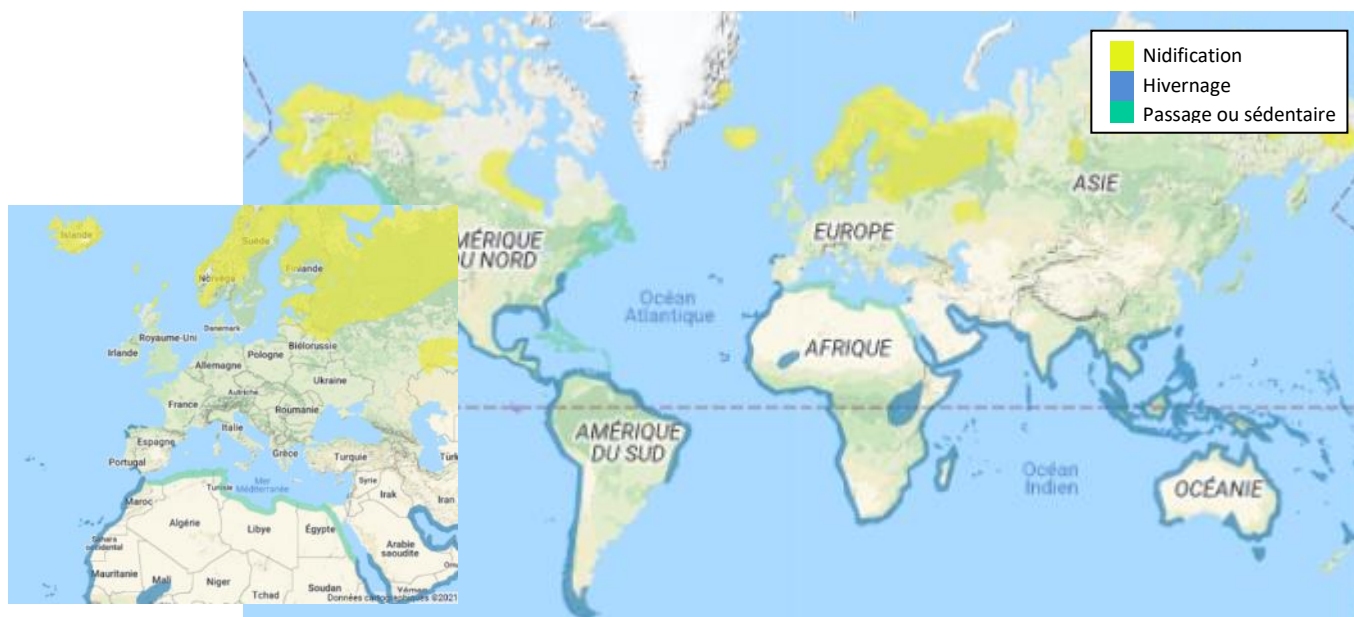 Nidification
Hivernage
Passage ou sédentaire
ASIE
EUROPE
MÉRIQUE
U NORD
Océan
Atlantique
AFRIQUE
AMÉRIQUE
DU SUD
Océan
Indien
OCÉANIE
Islande
Suède
Norvège
Finlande
Danemark
Royaume-Uni
Irlande
Biélorussie
Pologne
Allemagne
Ukraine
Autriche
France
Roumanie
Italie
Espagne
Grèce
Turquie
Portugal
Tunisie
Mer
Méditerranée
Syrie
Irak
Iran
Maroc
Algérie
Libye
Égypte
Arabie
saoudite
Sahara
occidental
Mauritanie
Mali
Niger
Tchad
Soudan
Yémen
Données cartographiques ©2021